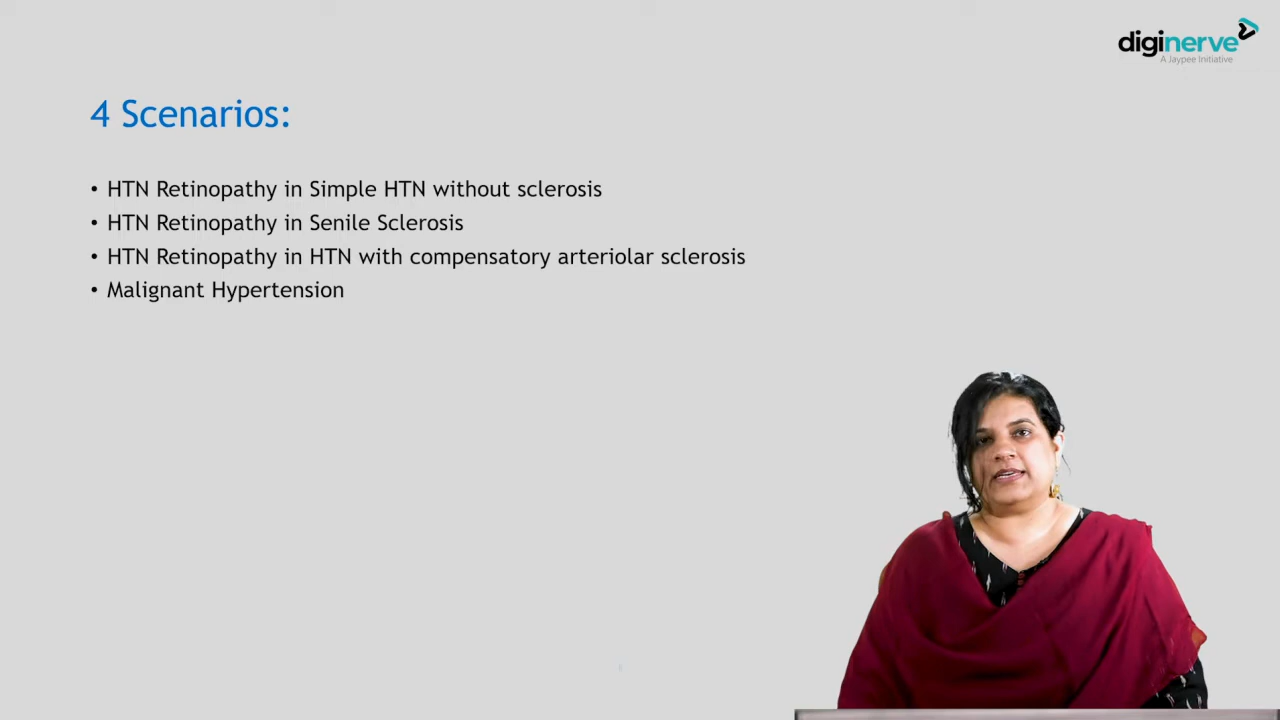 diginerve
A Jaypee Initiative
4 Scenarios:
• HTN Retinopathy in Simple HTN without sclerosis
• HTN Retinopathy in Senile Sclerosis
• HTN Retinopathy in HTN with compensatory arteriolar sclerosis
• Malignant Hypertension